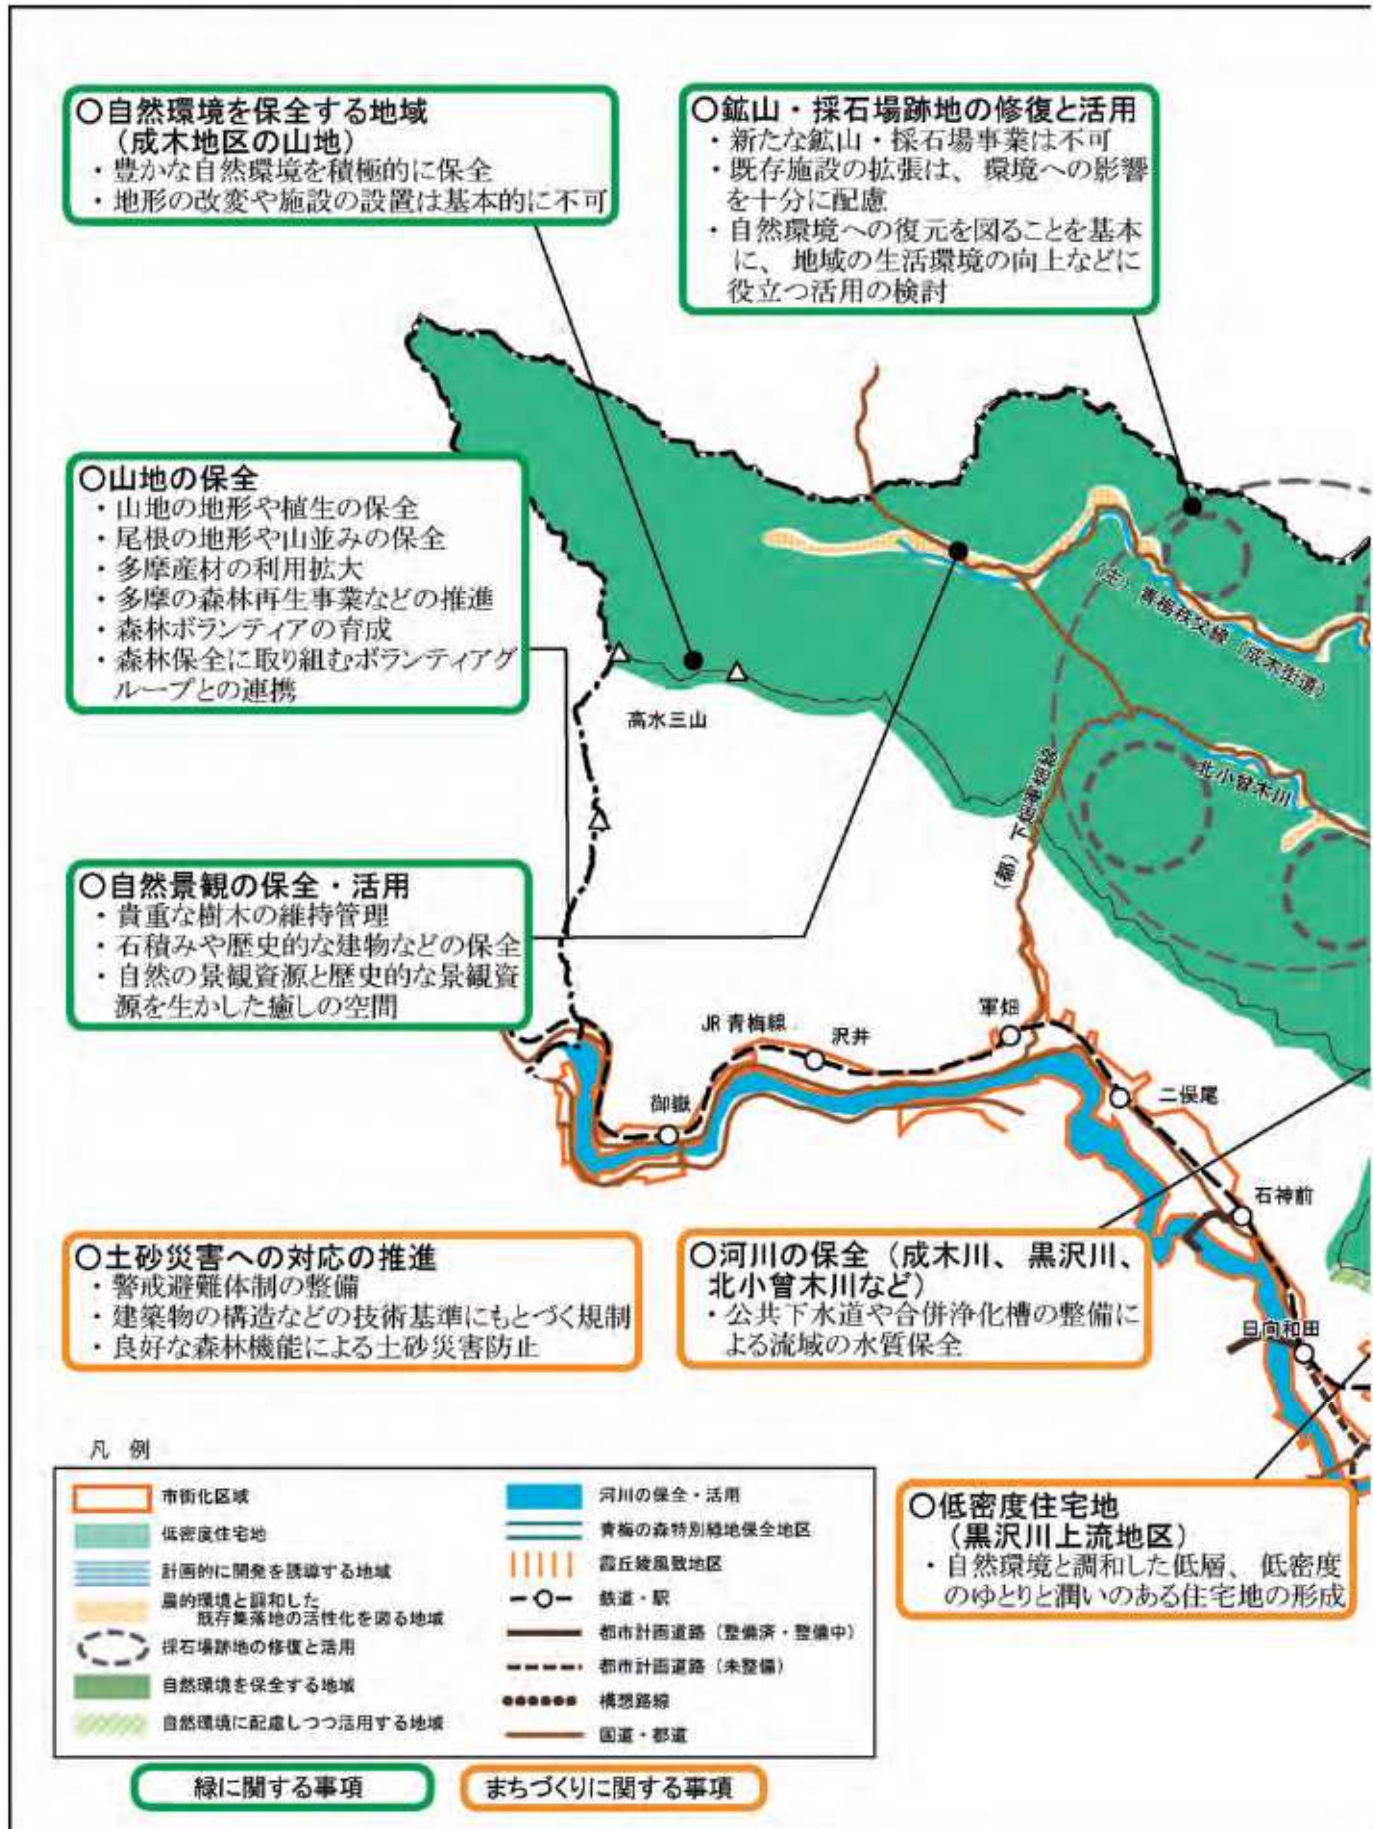 〇自然環境を保全する地域
（成木地区の山地）
・豊かな自然環境を積極的に保全
・地形の改変や施設の設置は基本的に不可
〇鉱山・採石場跡地の修復と活用
・新たな鉱山・採石場事業は不可
・既存施設の拡張は、環境への影響
を十分に配慮
・自然環境への復元を図ることを基本
に、地域の生活環境の向上などに
役立つ活用の検討
〇山地の保全
・山地の地形や植生の保全
・尾根の地形や山並みの保全
・多摩産材の利用拡大
・多摩の森林再生事業などの推進
・森林ボランティアの育成
・森林保全に取り組むボランティアグ
ループとの連携
（主）青梅秩父線（成木街道）
高水三山
北小曾木川
（都）下畑軍畑線
〇自然景観の保全・活用
・貴重な樹木の維持管理
・石積みや歴史的な建物などの保全
・自然の景観資源と歴史的な景観資
源を生かした癒しの空間
JR青梅線
沢井
軍畑
御嶽
二俣尾
石神前
日向和田
〇土砂災害への対応の推進
・警戒避難体制の整備
・建築物の構造などの技術基準にもとづく規制
・良好な森林機能による土砂災害防止
〇河川の保全（成木川、黒沢川、
北小曾木川など）
・公共下水道や合併浄化槽の整備に
よる流域の水質保全
〇低密度住宅地
（黒沢川上流地区）
・自然環境と調和した低層、低密度
のゆとりと潤いのある住宅地の形成
凡 例
市街化区域
低密度住宅地
計画的に開発を誘導する地域
農的環境と調和した
既存集落地の活性化を図る地域
採石場跡地の修復と活用
自然環境を保全する地域
自然環境に配慮しつつ活用する地域
河川の保全・活用
青梅の森特別緑地保全地区
霞丘陵風致地区
鉄道・駅
都市計画道路（整備済・整備中）
都市計画道路（未整備）
構想路線
国道・都道
緑に関する事項
まちづくりに関する事項